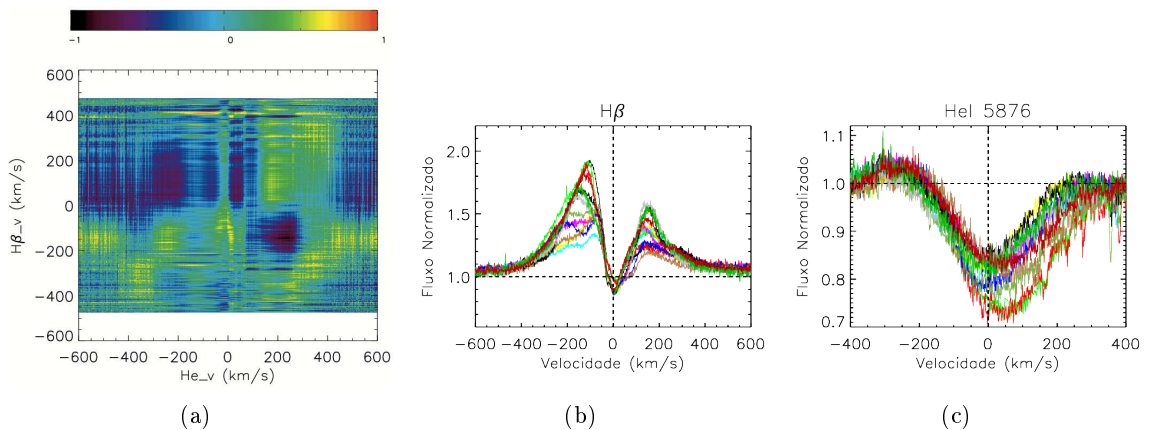 -1 0 1
600
400
200
0
-200
-400
-600
Hβ_v (km/s)
-600 -400 -200 0 200 400 600
He_v (km/s)
(a)
Hβ
2.0
1.5
1.0
Fluxo Normalizado
-600 -400 -200 0 200 400 600
Velocidade (km/s)
(b)
HeI 5876
1.1
1.0
0.9
0.8
0.7
Fluxo Normalizado
-400 -200 0 200 400
Velocidade (km/s)
(c)